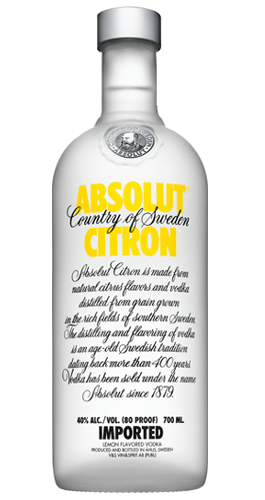 ABSOLUT
Country of Sweden
CITRON
Absolut Citron is made from
natural citrus flavors and vodka
distilled from grain grown
in the rich fields of southern Sweden.
The distilling and flavoring of vodka
is an age-old Swedish tradition
dating back more than 400 years.
Vodka has been sold under the name
Absolut since 1879.
40% ALC./VOL. (80 PROOF) 700 ML.
IMPORTED
LEMON FLAVORED VODKA
PRODUCED AND BOTTLED IN AHUS, SWEDEN
V&S VIN&SPRIT AB (PUBL)